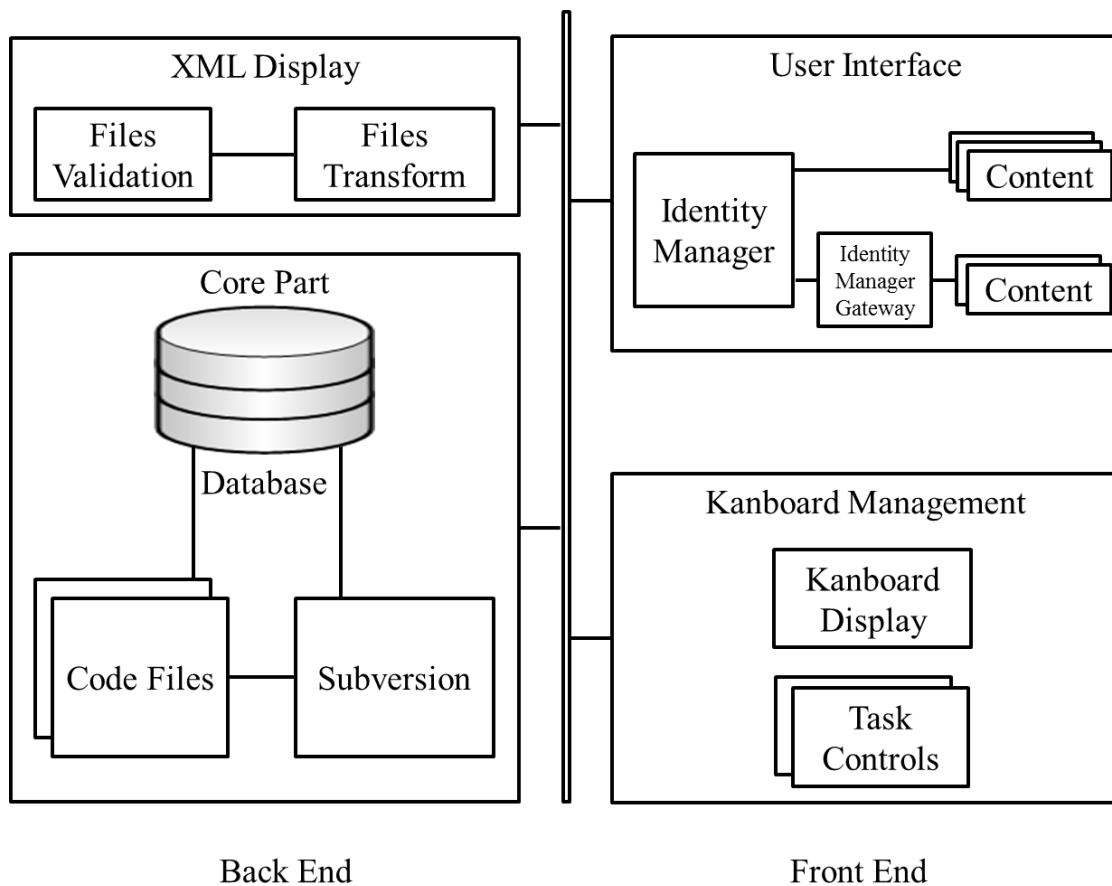 XML Display
Files
Validation
Files
Transform
Core Part
Database
Code Files
Subversion
Back End
User Interface
Identity
Manager
Content
Identity
Manager
Gateway
Content
Kanboard Management
Kanboard
Display
Task
Controls
Front End